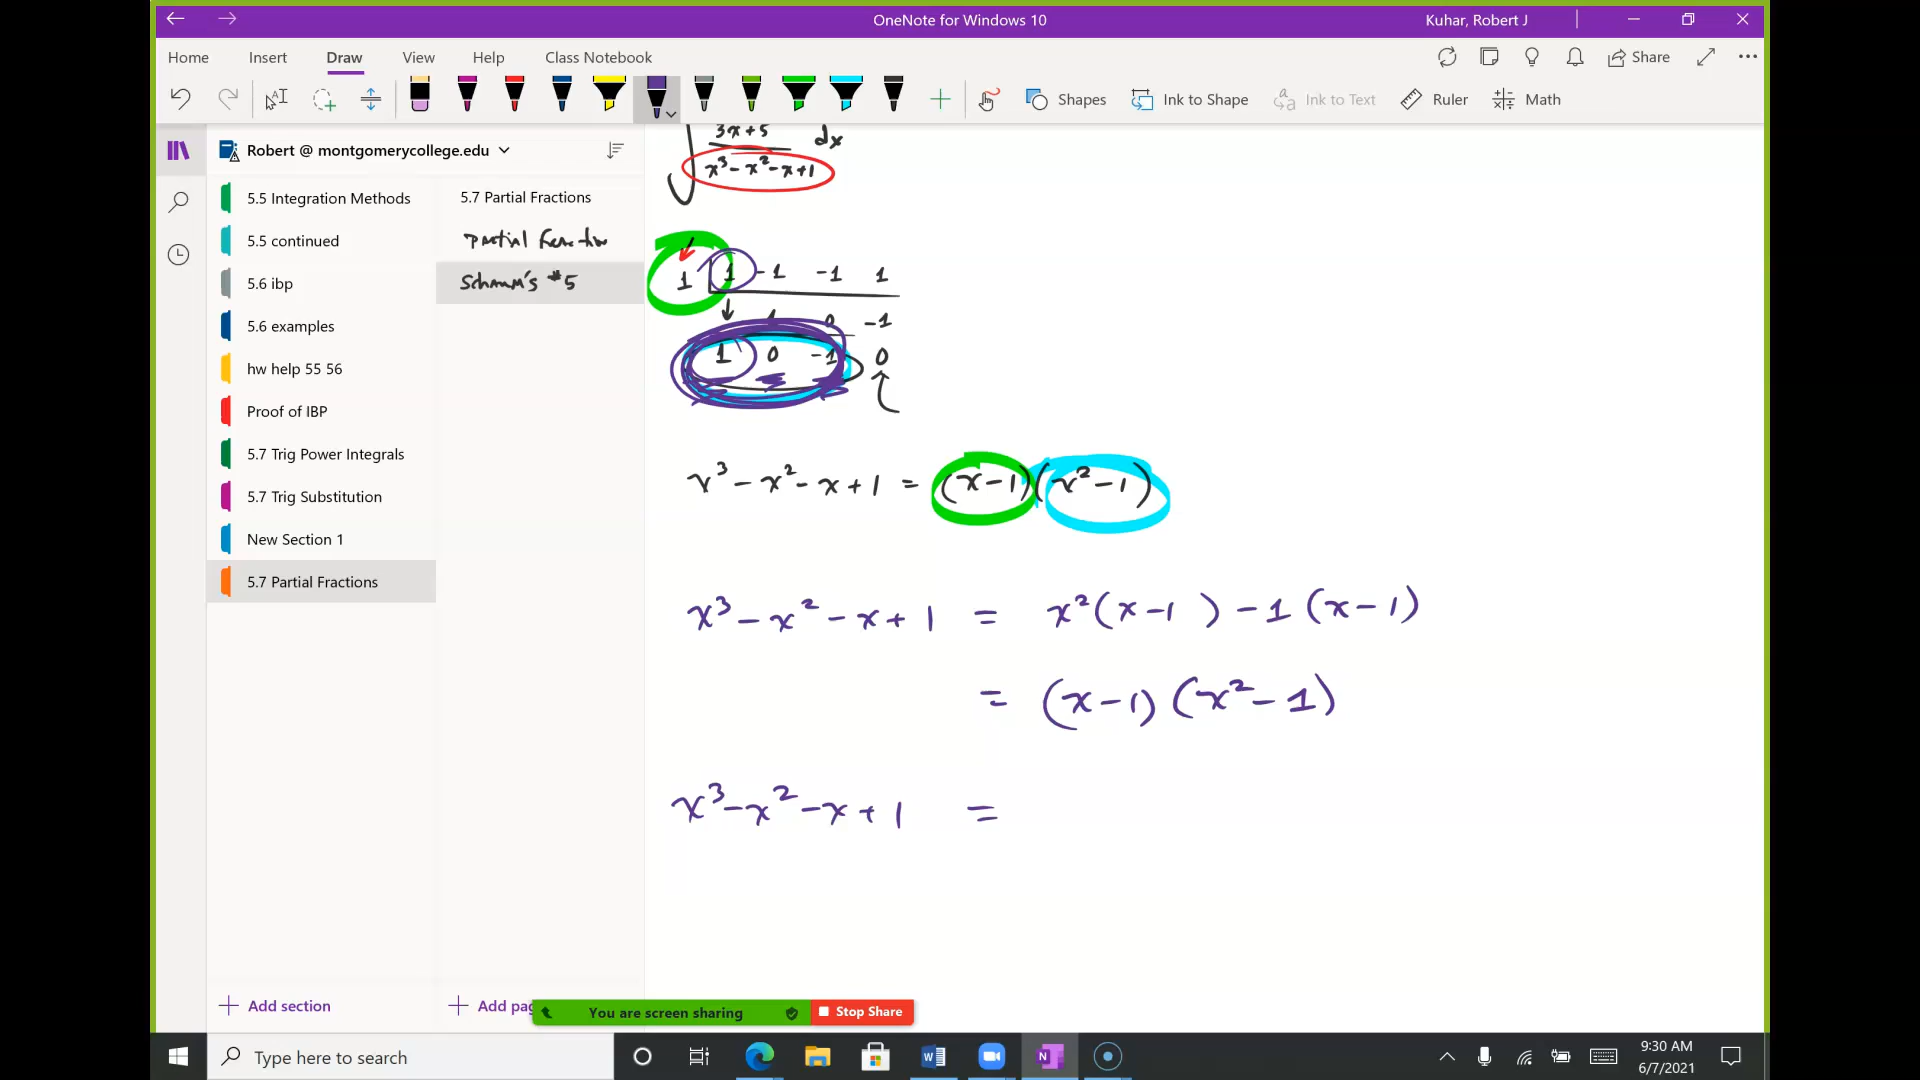 OneNote for Windows 10
Kuhar, Robert J
Home Insert Draw View Help Class Notebook
Share
Shapes Ink to Shape Ink to Text Ruler Math
Robert @ montgomerycollege.edu
5.5 Integration Methods
5.5 continued
5.6 ibp
5.6 examples
hw help 55 56
Proof of IBP
5.7 Trig Power Integrals
5.7 Trig Substitution
New Section 1
5.7 Partial Fractions
Add section
5.7 Partial Fractions
Partial
Schaum's #5
Add pag
∫ 3x+5 dx
x³-x²-x+1
1 1 -1 -1 1
0 -1
1 0 -1 0
x³-x²-x+1 = (x-1)(x²-1)
x³-x²-x+1 = x²(x-1) -1(x-1)
= (x-1)(x²-1)
x³-x²-x+1 =
You are screen sharing Stop Share
Type here to search
9:30 AM
6/7/2021